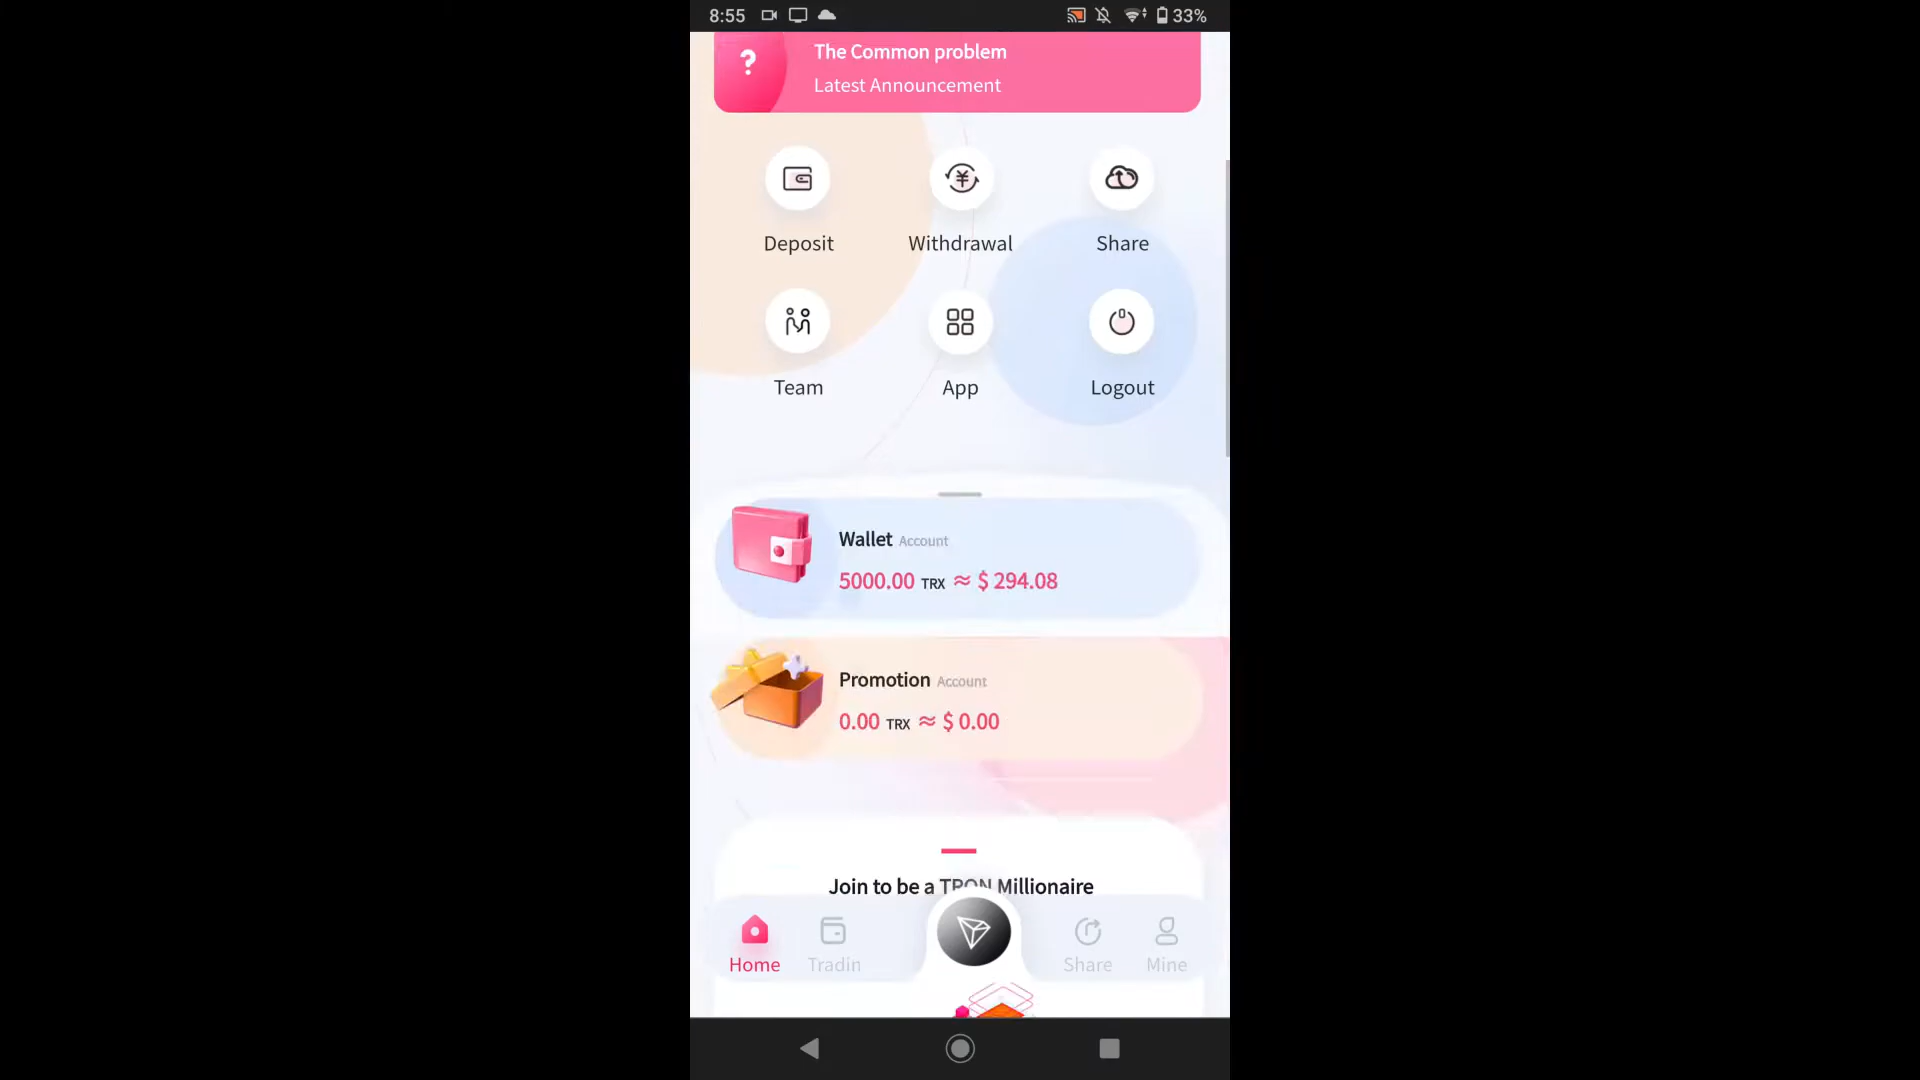 8:55
33%
The Common problem
Latest Announcement
Deposit
Withdrawal
Share
Team
App
Logout
Wallet Account
5000.00 TRX ≈ $ 294.08
Promotion Account
0.00 TRX ≈ $ 0.00
Join to be a TRON Millionaire
Home
Tradin
Share
Mine